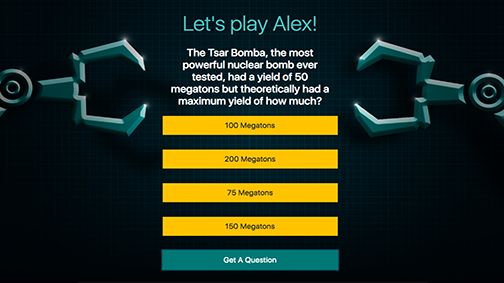 Let's play Alex!
The Tsar Bomba, the most
powerful nuclear bomb ever
tested, had a yield of 50
megatons but theoretically had a
maximum yield of how much?
100 Megatons
200 Megatons
75 Megatons
150 Megatons
Get A Question